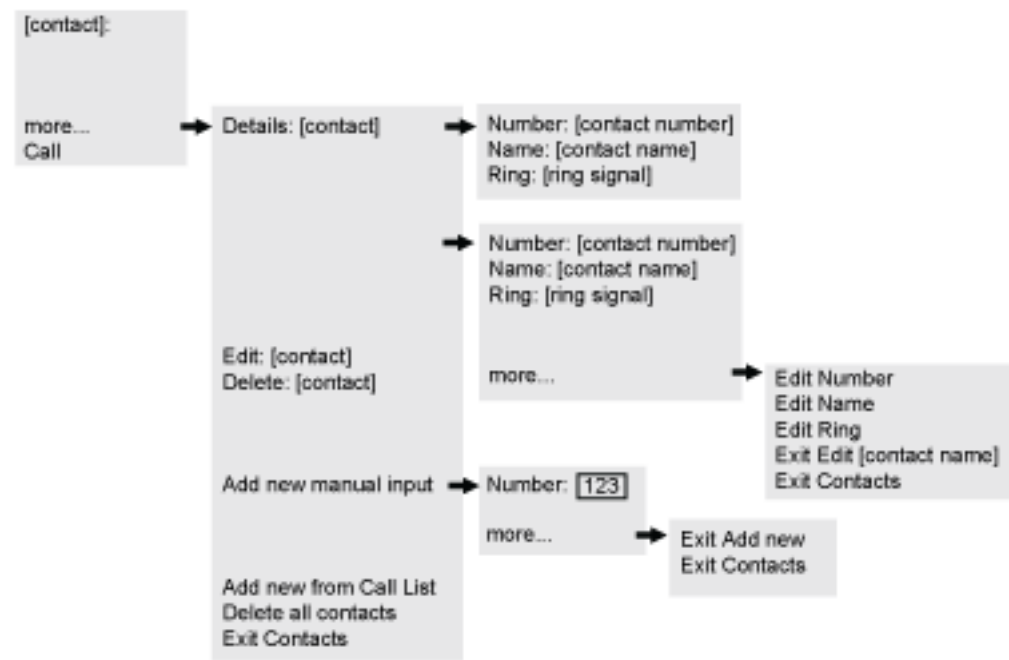 [contact]:
more...
Call
Details: [contact]
Edit: [contact]
Delete: [contact]
Add new manual input
Add new from Call List
Delete all contacts
Exit Contacts
Number: [contact number]
Name: [contact name]
Ring: [ring signal]
Number: [contact number]
Name: [contact name]
Ring: [ring signal]
more...
Edit Number
Edit Name
Edit Ring
Exit Edit [contact name]
Exit Contacts
Number: 123
more...
Exit Add new
Exit Contacts